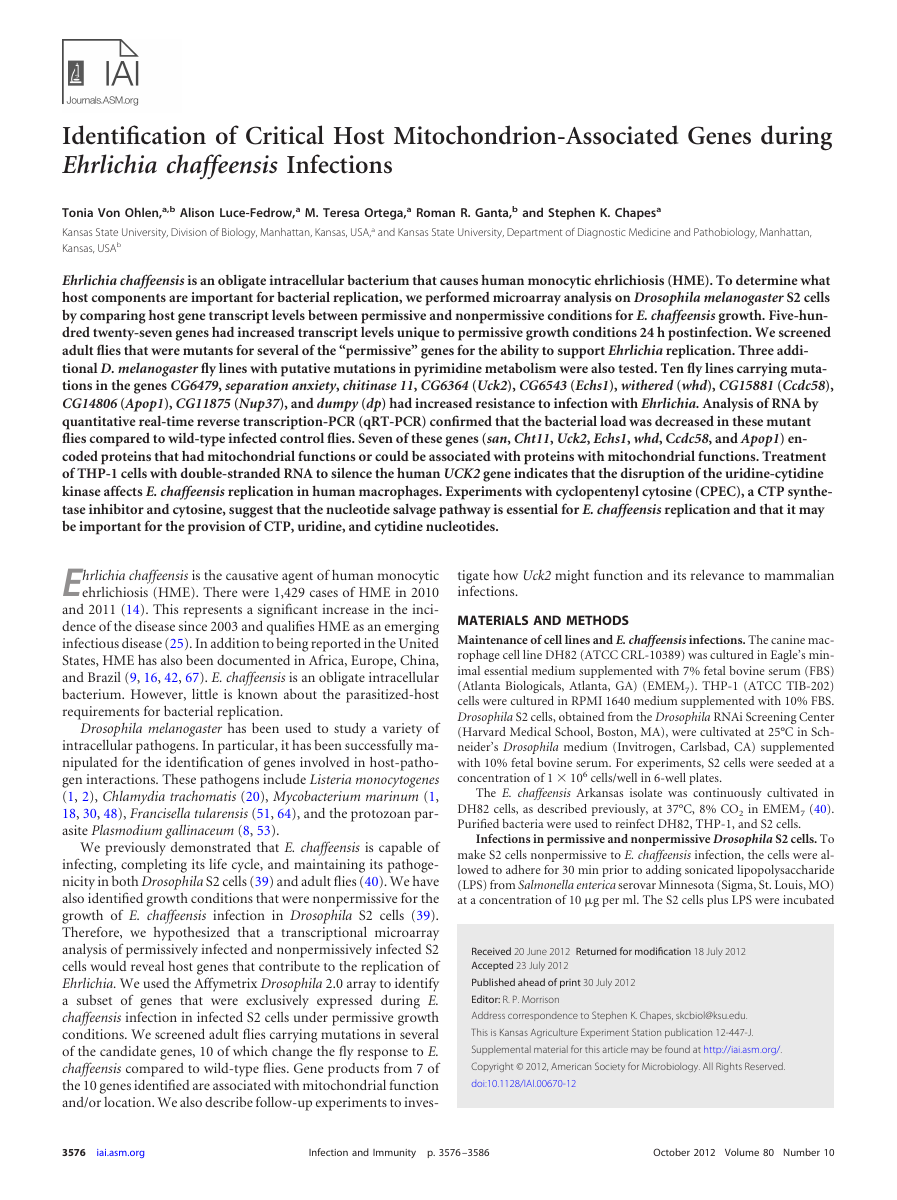 IAI
Journals.ASM.org
Identification of Critical Host Mitochondrion-Associated Genes during
Ehrlichia chaffeensis Infections
Tonia Von Ohlen,a,b Alison Luce-Fedrow,a M. Teresa Ortega,a Roman R. Ganta,b and Stephen K. Chapesa
Kansas State University, Division of Biology, Manhattan, Kansas, USA,a and Kansas State University, Department of Diagnostic Medicine and Pathobiology, Manhattan,
Kansas, USAb
Ehrlichia chaffeensis is an obligate intracellular bacterium that causes human monocytic ehrlichiosis (HME). To determine what
host components are important for bacterial replication, we performed microarray analysis on Drosophila melanogaster S2 cells
by comparing host gene transcript levels between permissive and nonpermissive conditions for E. chaffeensis growth. Five-hun-
dred twenty-seven genes had increased transcript levels unique to permissive growth conditions 24 h postinfection. We screened
adult flies that were mutants for several of the “permissive” genes for the ability to support Ehrlichia replication. Three addi-
tional D. melanogaster fly lines with putative mutations in pyrimidine metabolism were also tested. Ten fly lines carrying muta-
tions in the genes CG6479, separation anxiety, chitinase 11, CG6364 (Uck2), CG6543 (Echs1), withered (whd), CG15881 (Ccdc58),
CG14806 (Apop1), CG11875 (Nup37), and dumpy (dp) had increased resistance to infection with Ehrlichia. Analysis of RNA by
quantitative real-time reverse transcription-PCR (qRT-PCR) confirmed that the bacterial load was decreased in these mutant
flies compared to wild-type infected control flies. Seven of these genes (san, Cht11, Uck2, Echs1, whd, Ccdc58, and Apop1) en-
coded proteins that had mitochondrial functions or could be associated with proteins with mitochondrial functions. Treatment
of THP-1 cells with double-stranded RNA to silence the human UCK2 gene indicates that the disruption of the uridine-cytidine
kinase affects E. chaffeensis replication in human macrophages. Experiments with cyclopentenyl cytosine (CPEC), a CTP synthe-
tase inhibitor and cytosine, suggest that the nucleotide salvage pathway is essential for E. chaffeensis replication and that it may
be important for the provision of CTP, uridine, and cytidine nucleotides.
Ehrlichia chaffeensis is the causative agent of human monocytic
ehrlichiosis (HME). There were 1,429 cases of HME in 2010
and 2011 (14). This represents a significant increase in the inci-
dence of the disease since 2003 and qualifies HME as an emerging
infectious disease (25). In addition to being reported in the United
States, HME has also been documented in Africa, Europe, China,
and Brazil (9, 16, 42, 67). E. chaffeensis is an obligate intracellular
bacterium. However, little is known about the parasitized-host
requirements for bacterial replication.
Drosophila melanogaster has been used to study a variety of
intracellular pathogens. In particular, it has been successfully ma-
nipulated for the identification of genes involved in host-patho-
gen interactions. These pathogens include Listeria monocytogenes
(1, 2), Chlamydia trachomatis (20), Mycobacterium marinum (1,
18, 30, 48), Francisella tularensis (51, 64), and the protozoan par-
asite Plasmodium gallinaceum (8, 53).
We previously demonstrated that E. chaffeensis is capable of
infecting, completing its life cycle, and maintaining its pathoge-
nicity in both Drosophila S2 cells (39) and adult flies (40). We have
also identified growth conditions that were nonpermissive for the
growth of E. chaffeensis infection in Drosophila S2 cells (39).
Therefore, we hypothesized that a transcriptional microarray
analysis of permissively infected and nonpermissively infected S2
cells would reveal host genes that contribute to the replication of
Ehrlichia. We used the Affymetrix Drosophila 2.0 array to identify
a subset of genes that were exclusively expressed during E.
chaffeensis infection in infected S2 cells under permissive growth
conditions. We screened adult flies carrying mutations in several
of the candidate genes, 10 of which change the fly response to E.
chaffeensis compared to wild-type flies. Gene products from 7 of
the 10 genes identified are associated with mitochondrial function
and/or location. We also describe follow-up experiments to inves-
tigate how Uck2 might function and its relevance to mammalian
infections.
MATERIALS AND METHODS
Maintenance of cell lines and E. chaffeensis infections. The canine mac-
rophage cell line DH82 (ATCC CRL-10389) was cultured in Eagle's min-
imal essential medium supplemented with 7% fetal bovine serum (FBS)
(Atlanta Biologicals, Atlanta, GA) (EMEM7). THP-1 (ATCC TIB-202)
cells were cultured in RPMI 1640 medium supplemented with 10% FBS.
Drosophila S2 cells, obtained from the Drosophila RNAi Screening Center
(Harvard Medical School, Boston, MA), were cultivated at 25°C in Sch-
neider's Drosophila medium (Invitrogen, Carlsbad, CA) supplemented
with 10% fetal bovine serum. For experiments, S2 cells were seeded at a
concentration of 1 × 10⁶ cells/well in 6-well plates.
The E. chaffeensis Arkansas isolate was continuously cultivated in
DH82 cells, as described previously, at 37°C, 8% CO2 in EMEM7 (40).
Purified bacteria were used to reinfect DH82, THP-1, and S2 cells.
Infections in permissive and nonpermissive Drosophila S2 cells. To
make S2 cells nonpermissive to E. chaffeensis infection, the cells were al-
lowed to adhere for 30 min prior to adding sonicated lipopolysaccharide
(LPS) from Salmonella enterica serovar Minnesota (Sigma, St. Louis, MO)
at a concentration of 10 μg per ml. The S2 cells plus LPS were incubated
Received 20 June 2012 Returned for modification 18 July 2012
Accepted 23 July 2012
Published ahead of print 30 July 2012
Editor: R. P. Morrison
Address correspondence to Stephen K. Chapes, skcbiol@ksu.edu.
This is Kansas Agriculture Experiment Station publication 12-447-J.
Supplemental material for this article may be found at http://iai.asm.org/.
Copyright © 2012, American Society for Microbiology. All Rights Reserved.
doi:10.1128/IAI.00670-12
3576 iai.asm.org Infection and Immunity p. 3576–3586 October 2012 Volume 80 Number 10